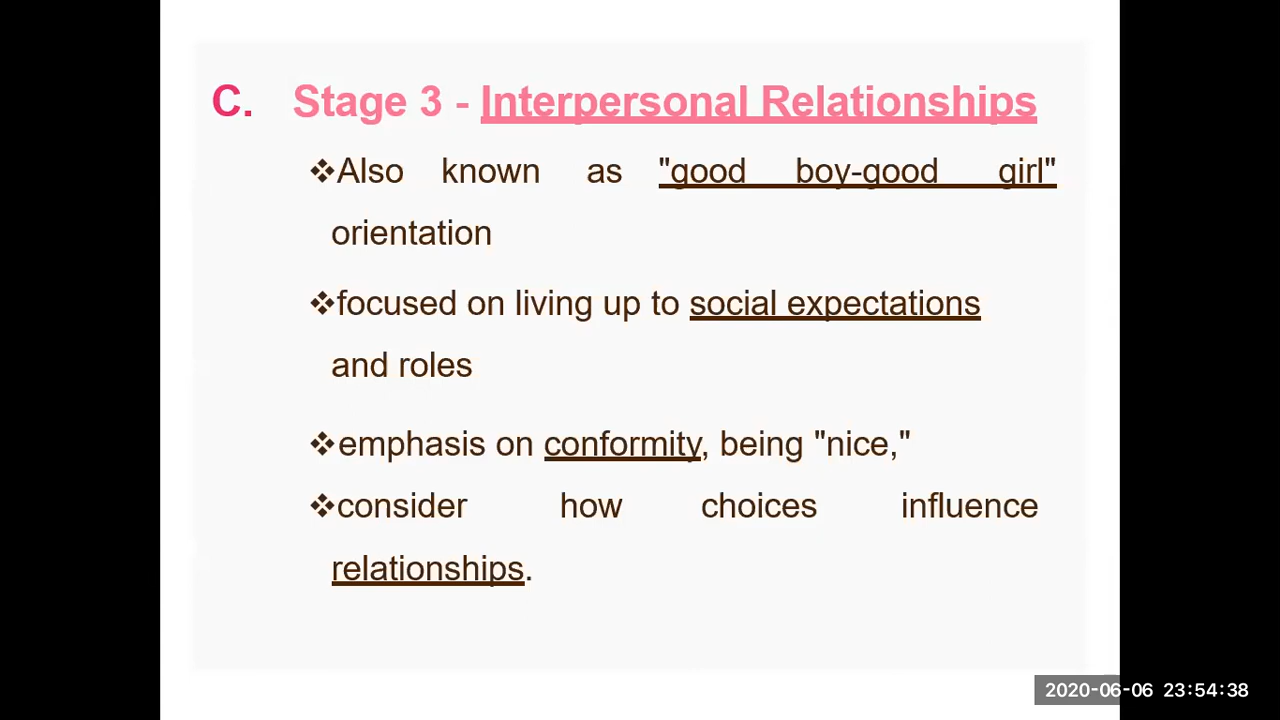 C. Stage 3 - Interpersonal Relationships
❖Also known as "good boy-good girl"
orientation
❖focused on living up to social expectations
and roles
❖emphasis on conformity, being "nice,"
❖consider how choices influence
relationships.
2020-06-06 23:54:38